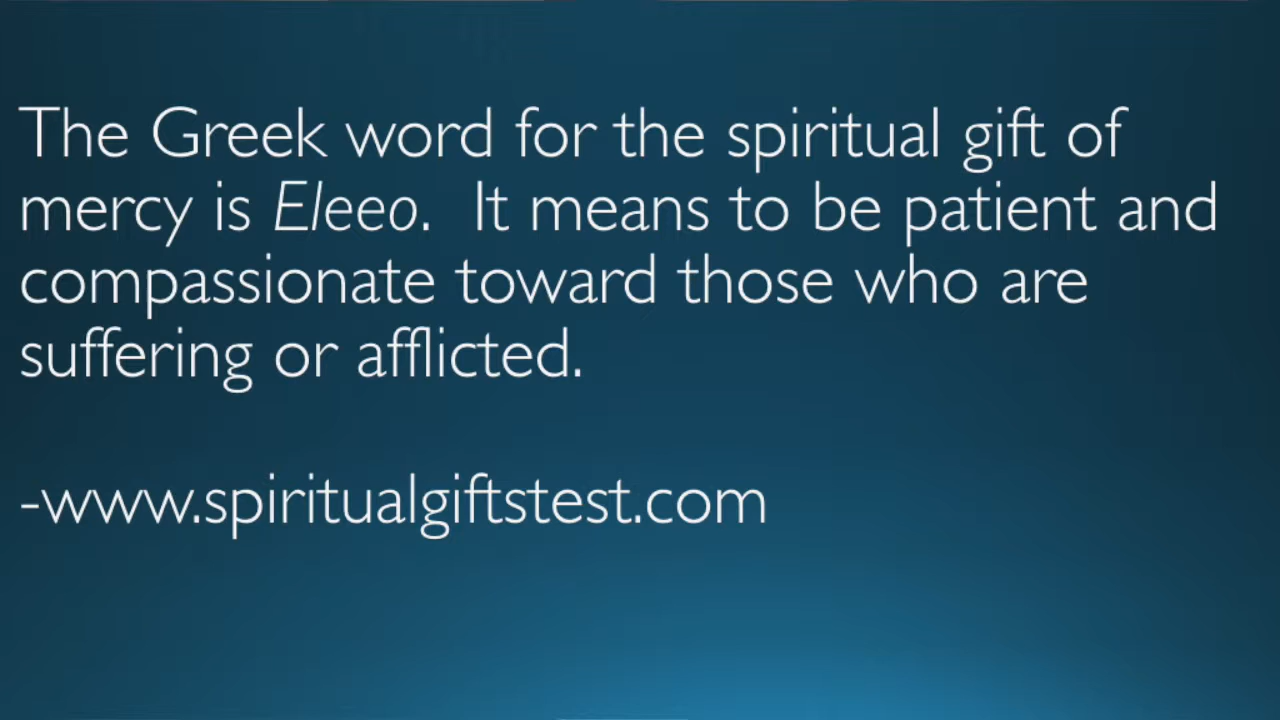 The Greek word for the spiritual gift of
mercy is Eleeo.  It means to be patient and
compassionate toward those who are
suffering or afflicted.
-www.spiritualgiftstest.com